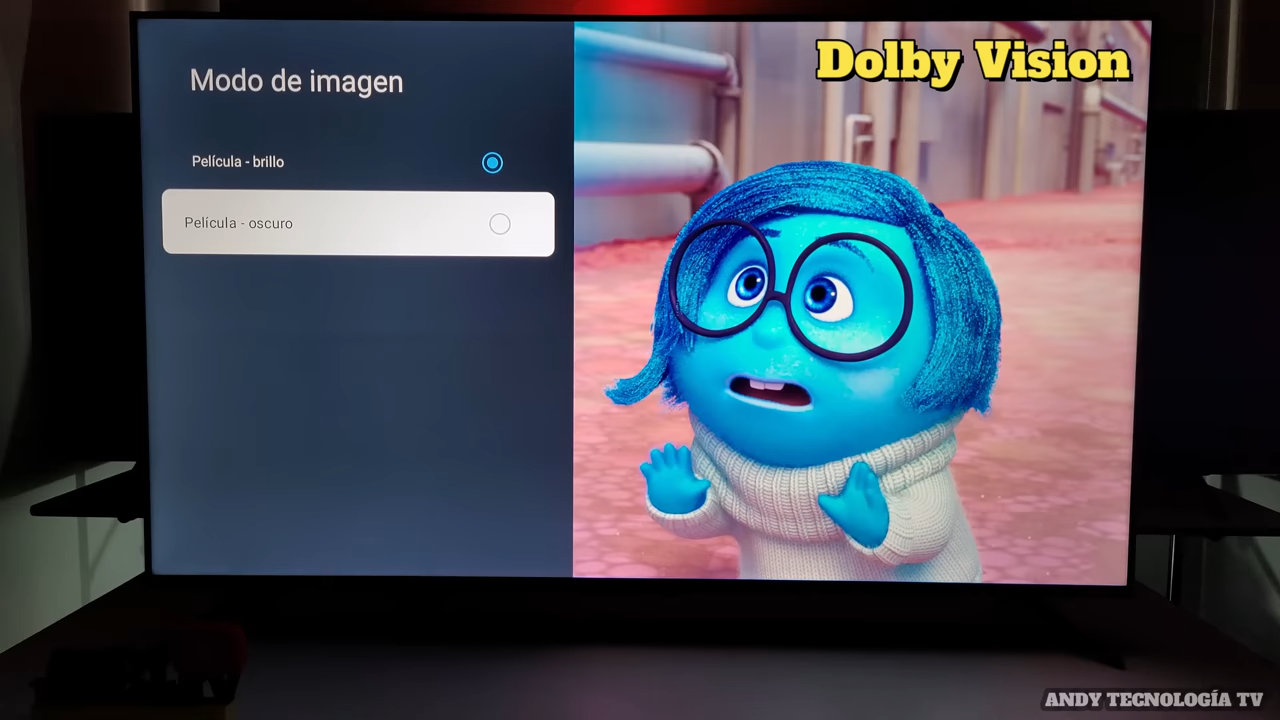 Modo de imagen
Película - brillo
Película - oscuro
Dolby Vision
ANDY TECNOLOGÍA TV